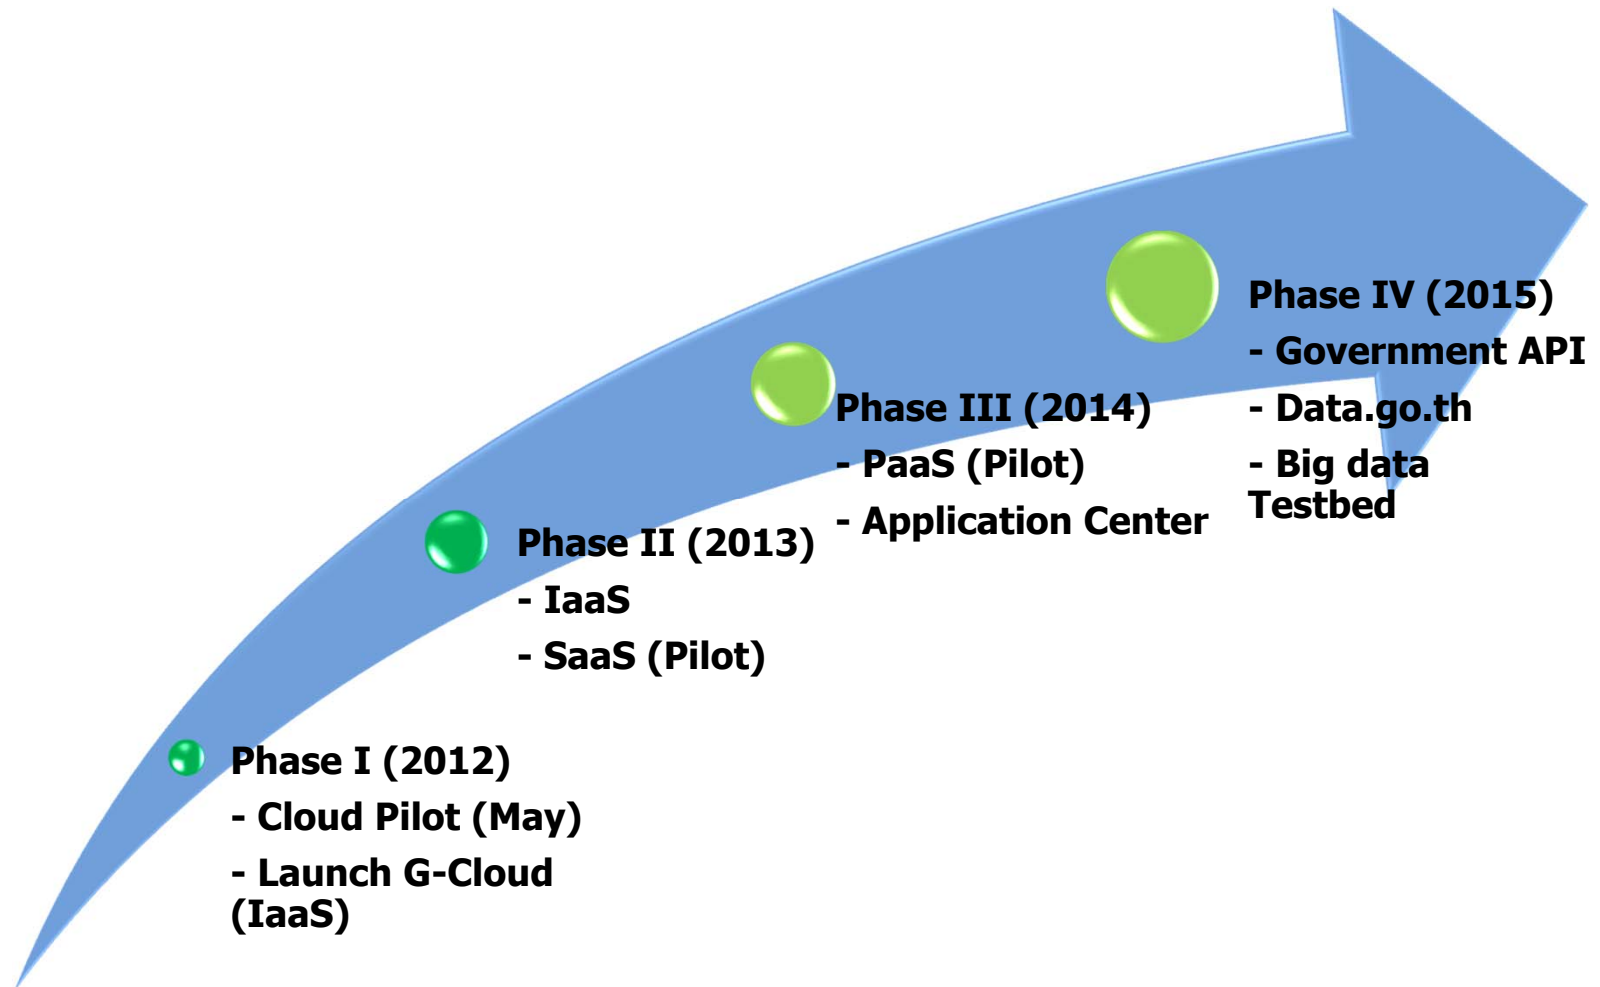 Phase I (2012)
- Cloud Pilot (May)
- Launch G-Cloud
(IaaS)
Phase II (2013)
- IaaS
- SaaS (Pilot)
Phase III (2014)
- PaaS (Pilot)
- Application Center
Phase IV (2015)
- Government API
- Data.go.th
- Big data
Testbed